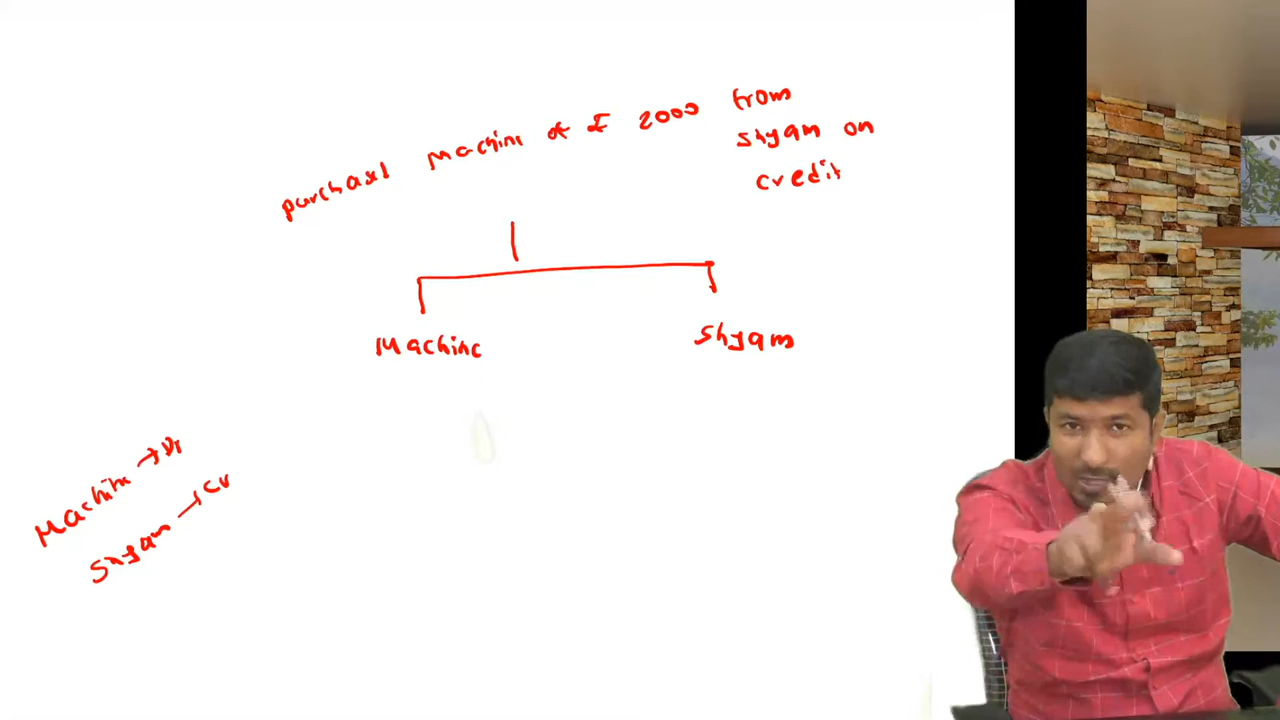 purchased machine of ₹ 2000 from
shyam on
credit
Machine
Shyam
Machine → Dr
Shyam → Cr